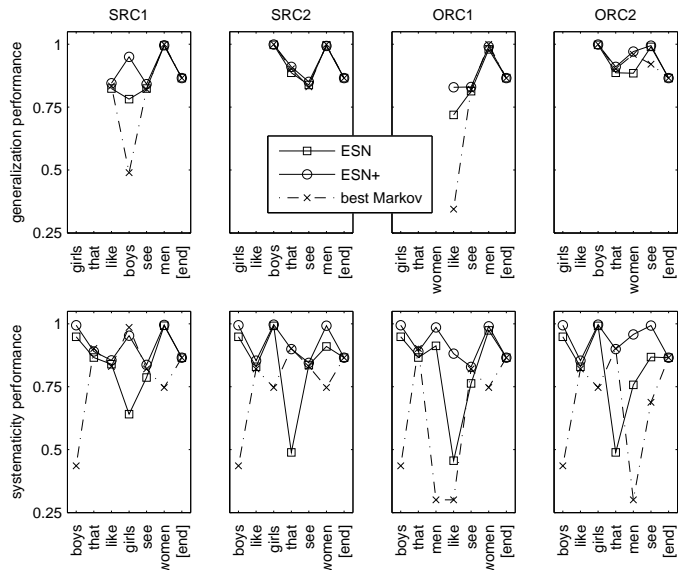 SRC1 SRC2 ORC1 ORC2
generalization performance
1
0.75
0.5
0.25
ESN
ESN+
best Markov
girls that like boys see men [end]
girls like boys that see men [end]
girls that women like see men [end]
girls like boys that women see [end]
systematicity performance
1
0.75
0.5
0.25
boys that like girls see women [end]
boys like girls that see women [end]
boys that men like see women [end]
boys like girls that men see [end]